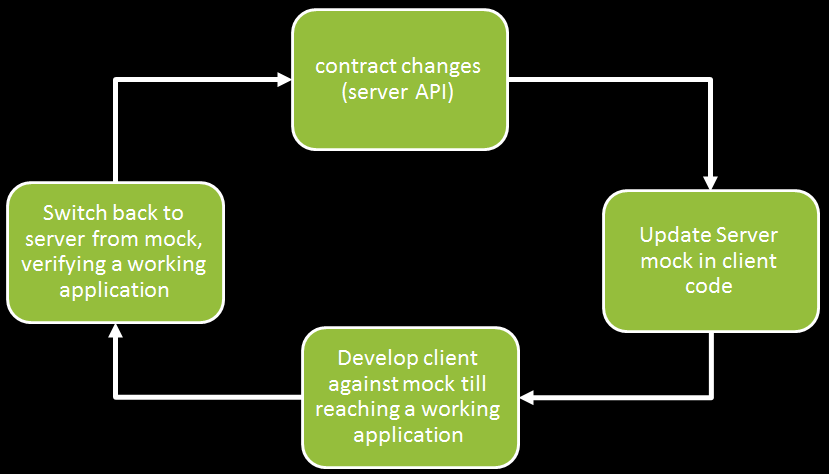 contract changes
(server API)
Update Server
mock in client
code
Develop client
against mock till
reaching a working
application
Switch back to
server from mock,
verifying a working
application